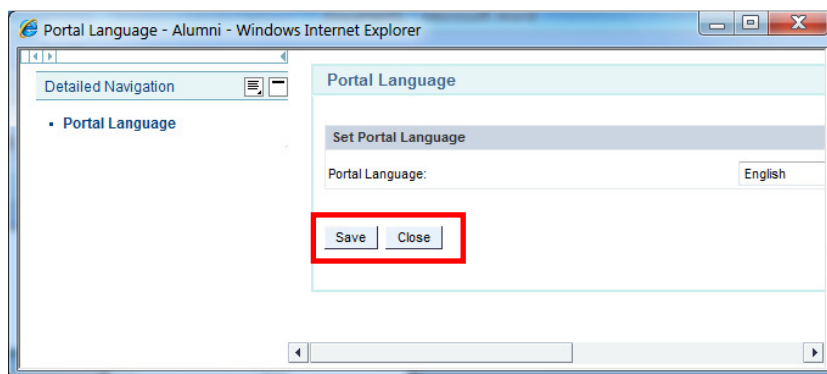 Portal Language - Alumni - Windows Internet Explorer
Detailed Navigation
Portal Language
Portal Language
Set Portal Language
Portal Language: English
Save Close